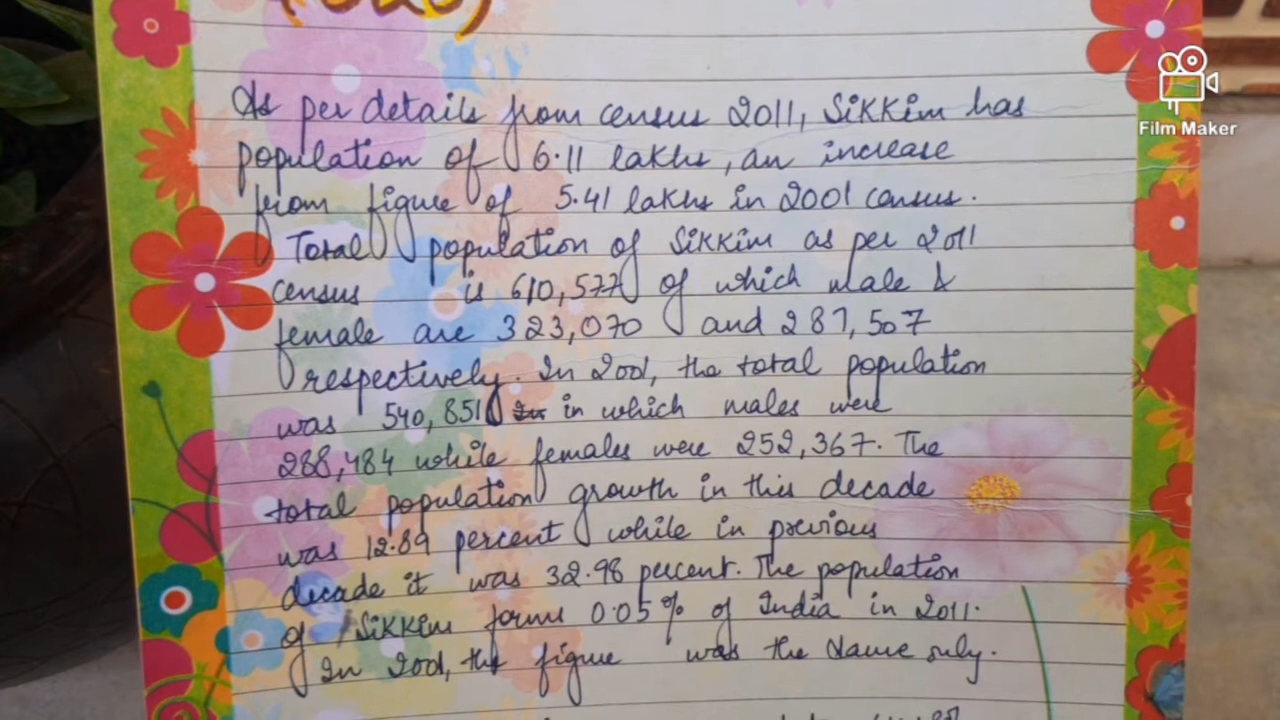 As per details from census 2011, Sikkim has
population of 6.11 lakhs, an increase
from figure of 5.41 lakhs in 2001 census.
Total population of Sikkim as per 2011
census is 610,577 of which male &
female are 323,070 and 287,507
respectively. In 2001, the total population
was 540,851 in which males were
288,484 while females were 252,367. The
total population growth in this decade
was 12.89 percent while in previous
decade it was 32.98 percent. The population
of Sikkim forms 0.05% of India in 2011.
In 2001, the figure was the same only.
Film Maker